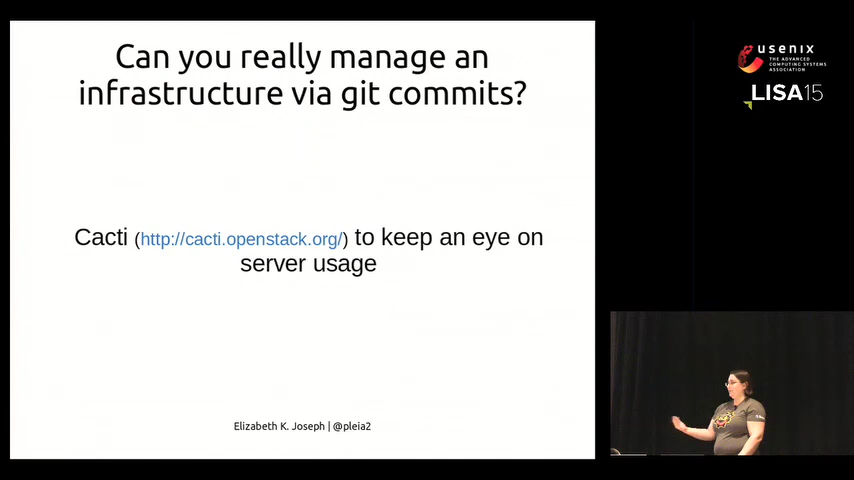 Can you really manage an
infrastructure via git commits?
Cacti (http://cacti.openstack.org/) to keep an eye on
server usage
Elizabeth K. Joseph | @pleia2
usenix
THE ADVANCED
COMPUTING SYSTEMS
ASSOCIATION
LISA15